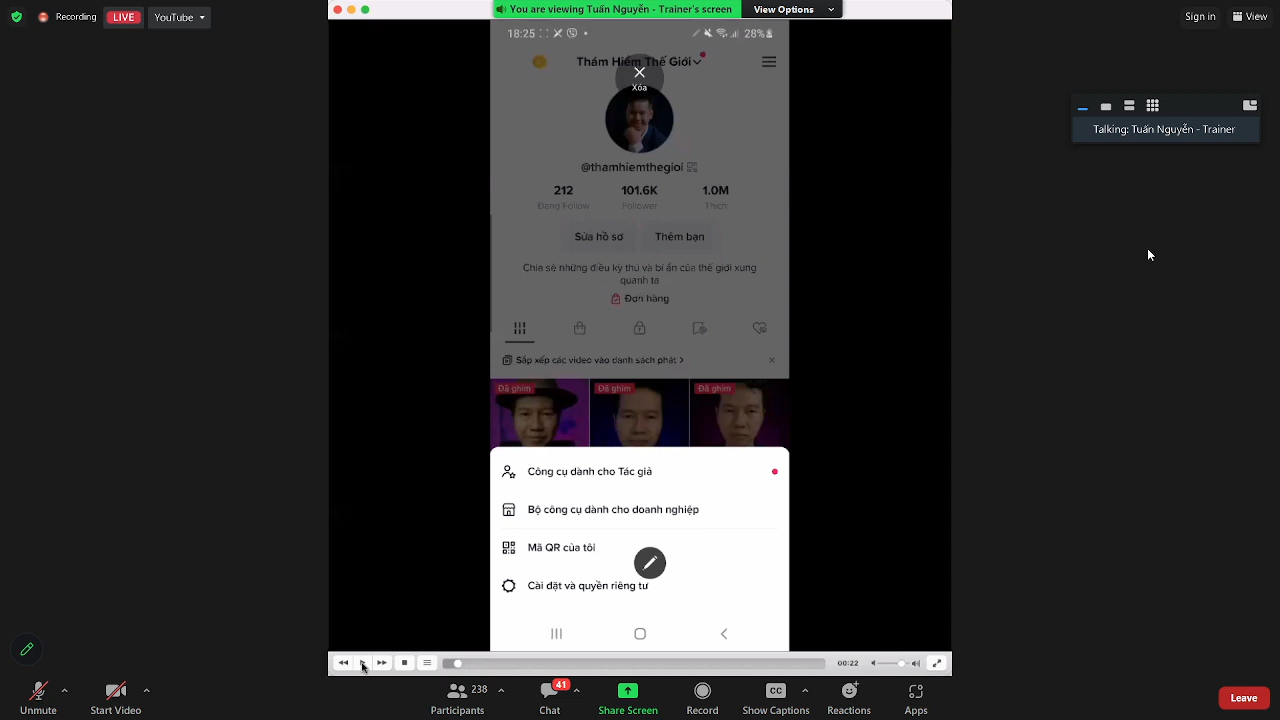 Recording
LIVE
YouTube
You are viewing Tuấn Nguyễn - Trainer's screen
View Options
Sign in
View
18:25
28%
Thám Hiểm Thế Giới
Xóa
Talking: Tuấn Nguyễn - Trainer
@thamhiemthegioi
212
101.6K
1.0M
Đang Follow
Follower
Thích
Sửa hồ sơ
Thêm bạn
Chia sẻ những điều kỳ thú và bí ẩn của thế giới xung
quanh ta
Đơn hàng
Sắp xếp các video vào danh sách phát
Đã ghim
Đã ghim
Đã ghim
Công cụ dành cho Tác giả
Bộ công cụ dành cho doanh nghiệp
Mã QR của tôi
Cài đặt và quyền riêng tư
00:22
Unmute
Start Video
238
Participants
41
Chat
Share Screen
Record
CC
Show Captions
Reactions
Apps
Leave